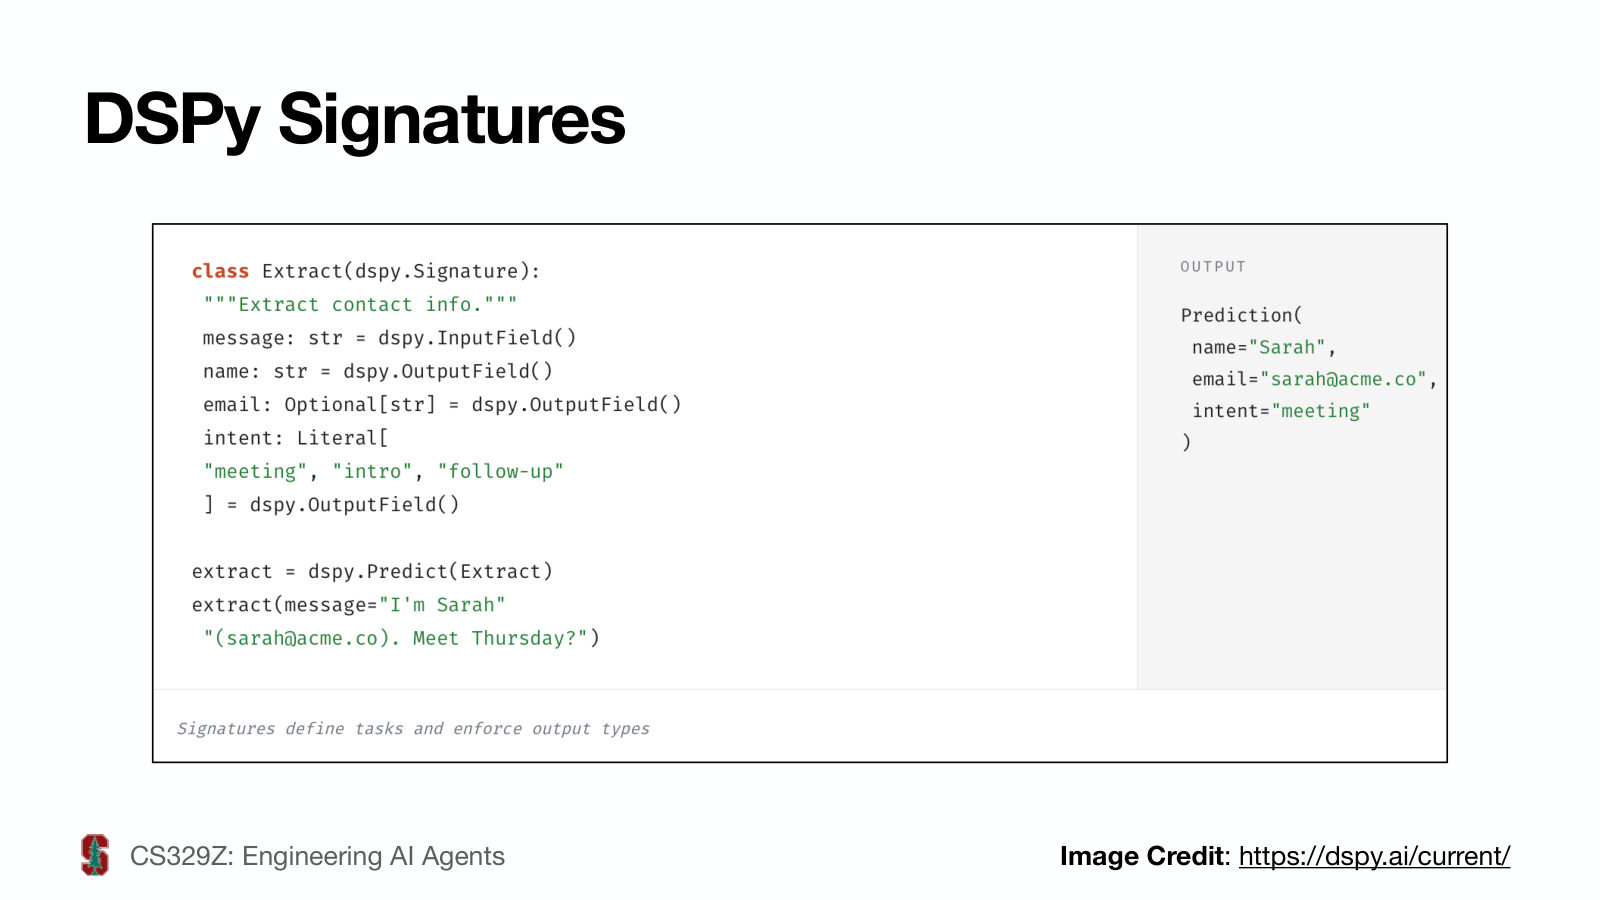 DSPy Signatures
class Extract(dspy.Signature):
"""Extract contact info."""
message: str = dspy.InputField()
name: str = dspy.OutputField()
email: Optional[str] = dspy.OutputField()
intent: Literal[
"meeting", "intro", "follow-up"
] = dspy.OutputField()
extract = dspy.Predict(Extract)
extract(message="I'm Sarah"
"(sarah@acme.co). Meet Thursday?")
OUTPUT
Prediction(
name="Sarah",
email="sarah@acme.co",
intent="meeting"
)
Signatures define tasks and enforce output types
CS329Z: Engineering AI Agents
Image Credit: https://dspy.ai/current/